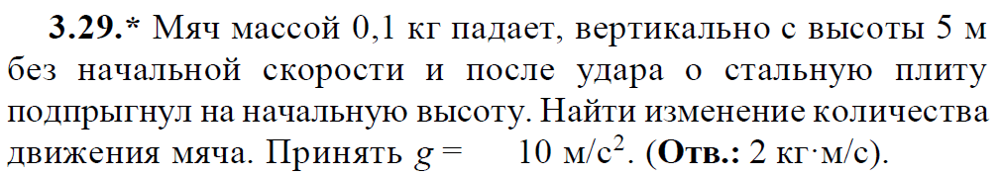 3.29.* Мяч массой 0,1 кг падает, вертикально с высоты 5 м
без начальной скорости и после удара о стальную плиту
подпрыгнул на начальную высоту. Найти изменение количества
движения мяча. Принять g = 10 м/с². (Отв.: 2 кг·м/с).